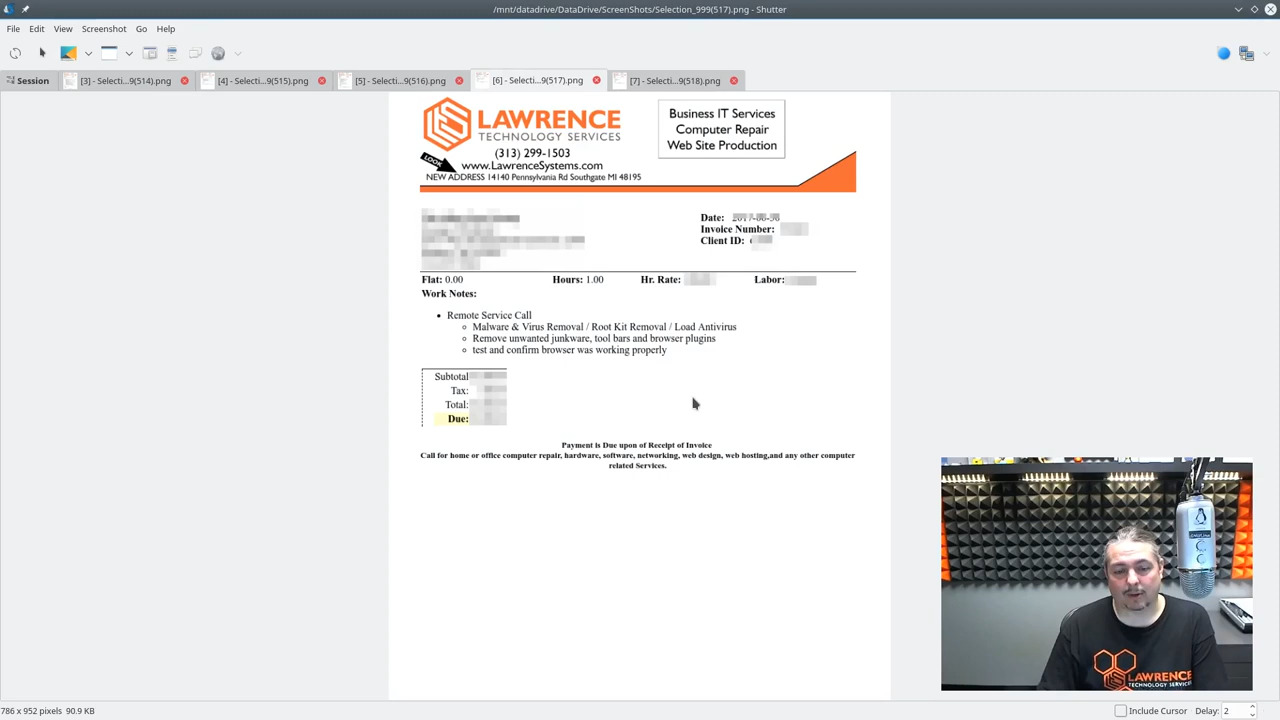 /mnt/datadrive/DataDrive/ScreenShots/Selection_999(517).png - Shutter
File Edit View Screenshot Go Help
Session [3] - Selecti...9(514).png [4] - Selecti...9(515).png [5] - Selecti...9(516).png [6] - Selecti...9(517).png [7] - Selecti...9(518).png
LAWRENCE
TECHNOLOGY SERVICES
(313) 299-1503
LOOK
www.LawrenceSystems.com
NEW ADDRESS 14140 Pennsylvania Rd Southgate MI 48195
Business IT Services
Computer Repair
Web Site Production
Date:
Invoice Number:
Client ID:
Flat: 0.00 Hours: 1.00 Hr. Rate: Labor:
Work Notes:
Remote Service Call
Malware & Virus Removal / Root Kit Removal / Load Antivirus
Remove unwanted junkware, tool bars and browser plugins
test and confirm browser was working properly
Subtotal
Tax:
Total:
Due:
Payment is Due upon of Receipt of Invoice
Call for home or office computer repair, hardware, software, networking, web design, web hosting,and any other computer
related Services.
LAWRENCE
TECHNOLOGY SERVICES
786 x 952 pixels 90.9 KB
Include Cursor Delay: 2